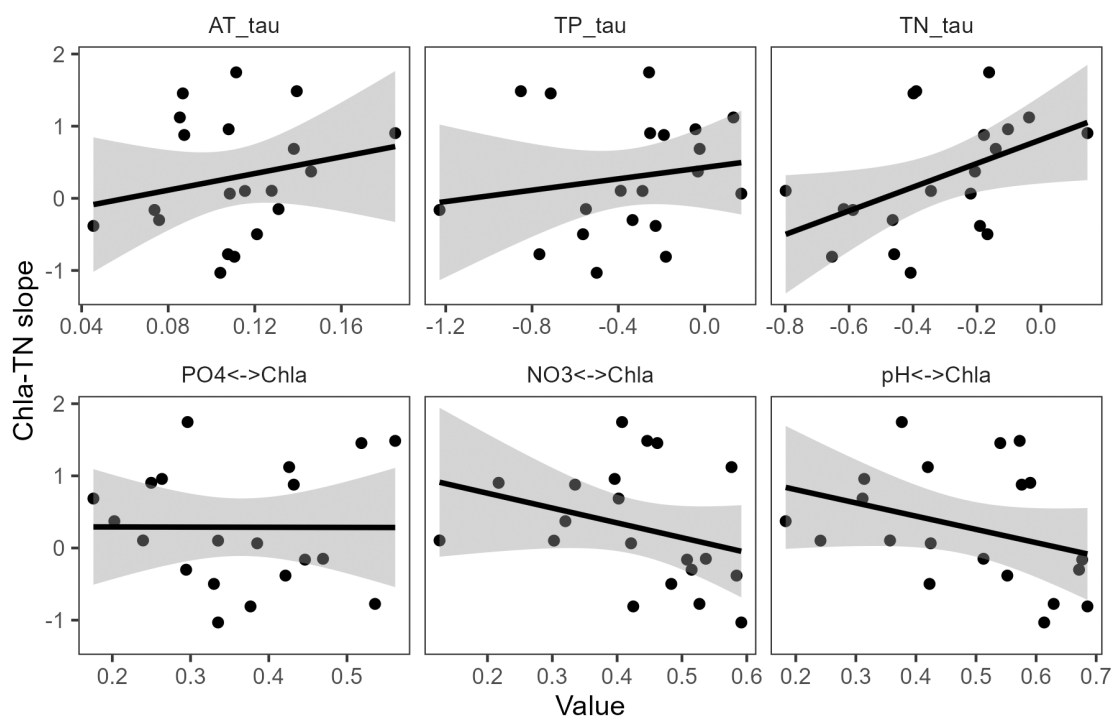 AT_tau TP_tau TN_tau
2
1
0
-1
0.04 0.08 0.12 0.16 -1.2 -0.8 -0.4 0.0 -0.8 -0.6 -0.4 -0.2 0.0
Chla-TN slope
PO4<->Chla NO3<->Chla pH<->Chla
2
1
0
-1
0.2 0.3 0.4 0.5 0.2 0.3 0.4 0.5 0.6 0.2 0.3 0.4 0.5 0.6 0.7
Value